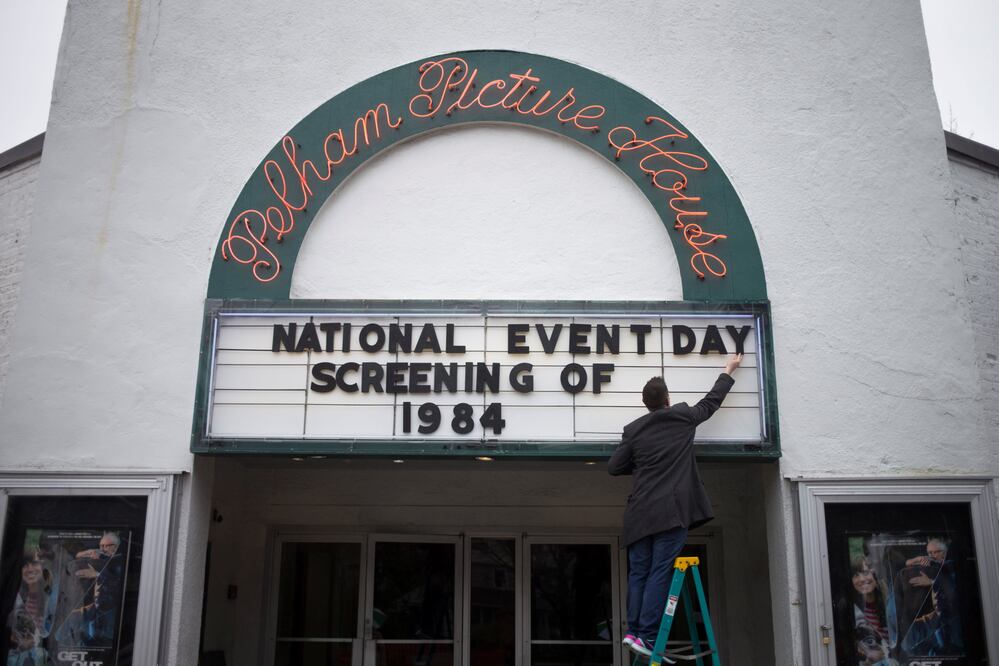 Pelham Picture House
NATIONAL EVENT DAY
SCREENING OF
1984
GET
OUT